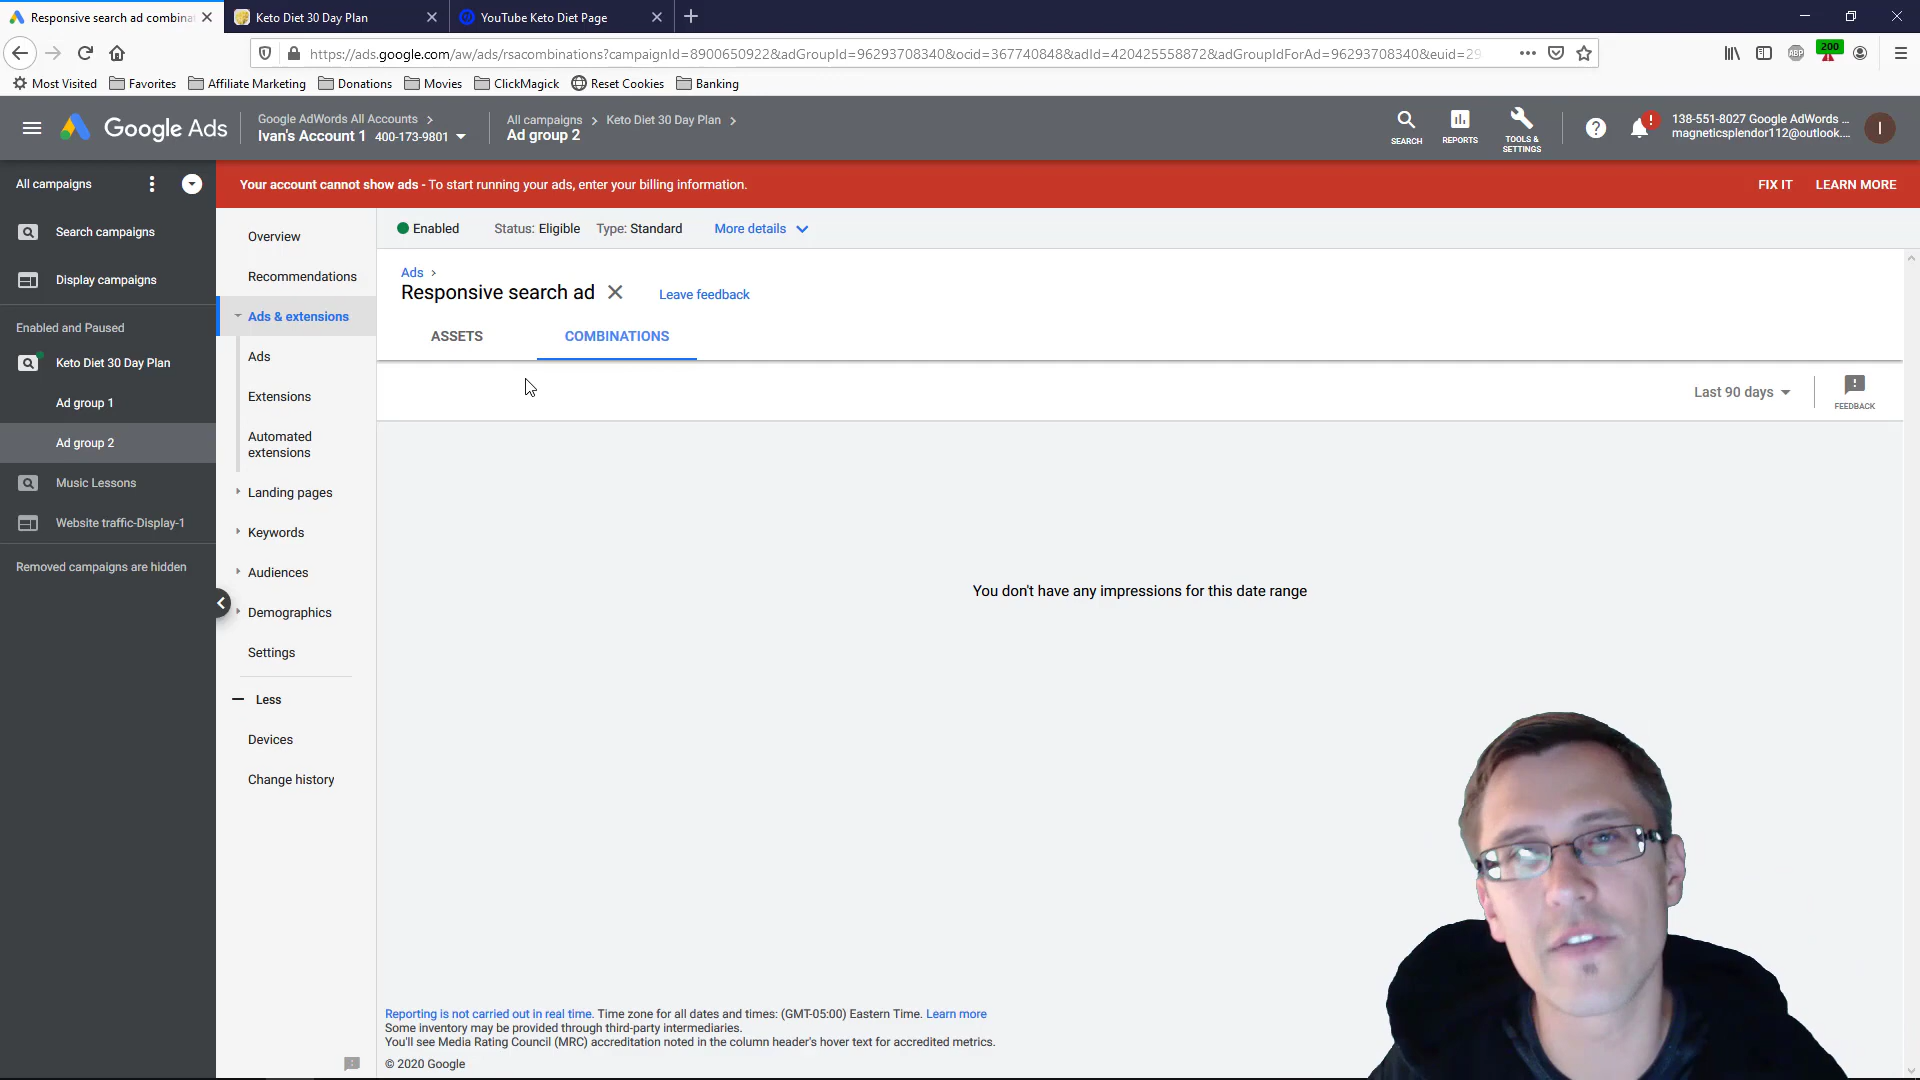 Responsive search ad combina
Keto Diet 30 Day Plan
YouTube Keto Diet Page
https://ads.google.com/aw/ads/rsacombinations?campaignId=8900650922&adGroupId=96293708340&ocid=367740848&adId=420425558872&adGroupIdForAd=96293708340&euid=29
ABP
200
Most Visited
Favorites
Affiliate Marketing
Donations
Movies
ClickMagick
Reset Cookies
Banking
Google Ads
Google AdWords All Accounts
Ivan's Account 1 400-173-9801
All campaigns
Keto Diet 30 Day Plan
Ad group 2
SEARCH
REPORTS
TOOLS &
SETTINGS
?
!
138-551-8027 Google AdWords ...
magneticsplendor112@outlook....
I
All campaigns
Your account cannot show ads - To start running your ads, enter your billing information.
FIX IT
LEARN MORE
Search campaigns
Display campaigns
Enabled and Paused
Keto Diet 30 Day Plan
Ad group 1
Ad group 2
Music Lessons
Website traffic-Display-1
Removed campaigns are hidden
Overview
Recommendations
Ads & extensions
Ads
Extensions
Automated
extensions
Landing pages
Keywords
Audiences
Demographics
Settings
Less
Devices
Change history
Enabled
Status: Eligible
Type: Standard
More details
Ads
Responsive search ad
Leave feedback
ASSETS
COMBINATIONS
Last 90 days
FEEDBACK
You don't have any impressions for this date range
Reporting is not carried out in real time. Time zone for all dates and times: (GMT-05:00) Eastern Time. Learn more
Some inventory may be provided through third-party intermediaries.
You'll see Media Rating Council (MRC) accreditation noted in the column header's hover text for accredited metrics.
© 2020 Google